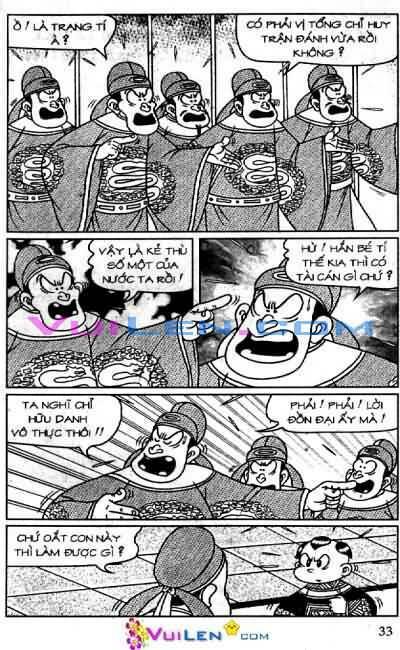 Ồ! LÀ TRẠNG TÍ
À?
CÓ PHẢI VỊ TỔNG CHỈ HUY
TRẬN ĐÁNH VỪA RỒI
KHÔNG?
VẬY LÀ KẺ THÙ
SỐ MỘT CỦA
NƯỚC TA RỒI!
HỪ! HẮN BÉ TÍ
THẾ KIA THÌ CÓ
TÀI CÁN GÌ CHỨ?
VUILEN.COM
TA NGHĨ CHỈ
HỮU DANH
VÔ THỰC THÔI!!
PHẢI! PHẢI! LỜI
ĐỒN ĐẠI ẤY MÀ!
CHỨ OẮT CON NÀY
THÌ LÀM ĐƯỢC GÌ?
33
VUILEN.COM